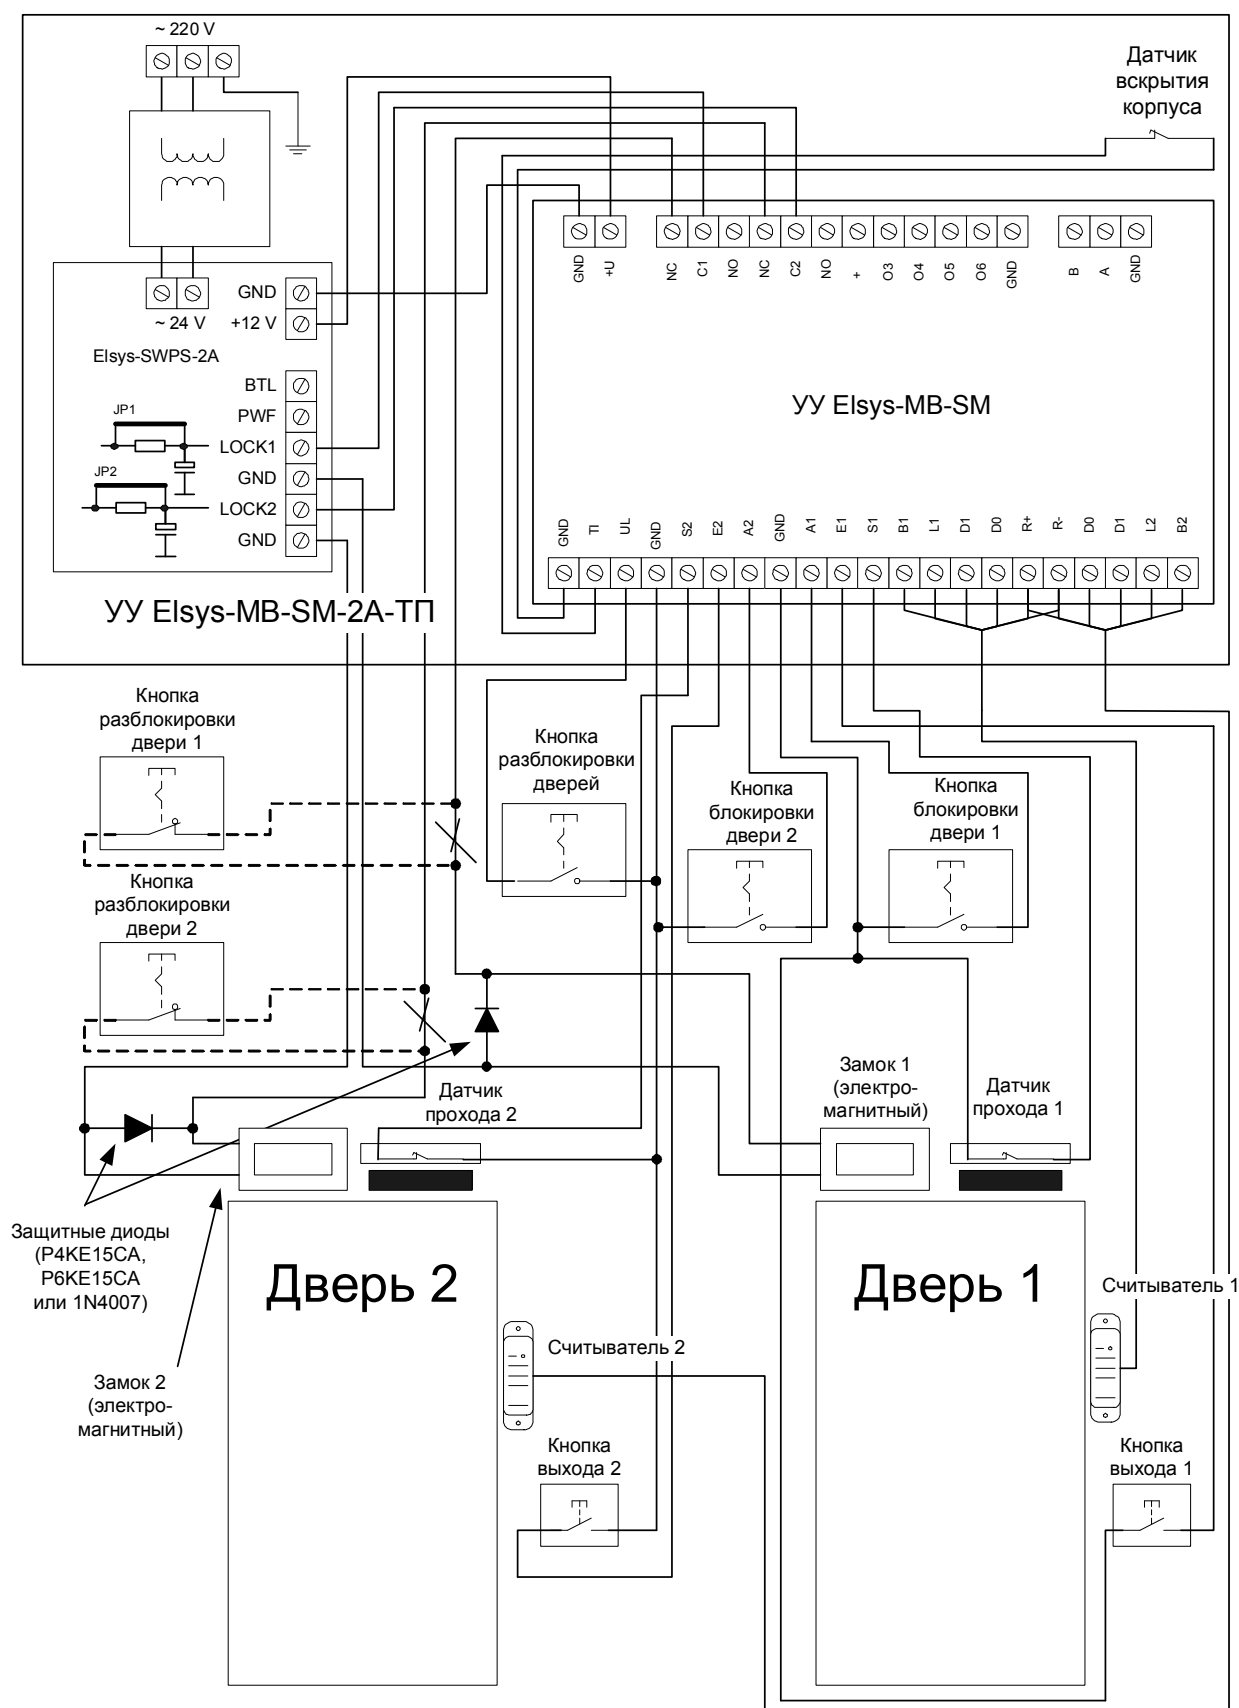 ~ 220 V
Датчик
вскрытия
корпуса
GND
+U
NC
C1
NO
NC
C2
NO
+
O3
O4
O5
O6
GND
B
A
GND
~ 24 V
GND
+12 V
Elsys-SWPS-2A
BTL
PWF
JP1
LOCK1
GND
JP2
LOCK2
GND
УУ Elsys-MB-SM
GND
TI
UL
GND
S2
E2
A2
GND
A1
E1
S1
B1
L1
D1
D0
R+
R-
D0
D1
L2
B2
УУ Elsys-MB-SM-2A-ТП
Кнопка
разблокировки
двери 1
Кнопка
разблокировки
дверей
Кнопка
блокировки
двери 2
Кнопка
блокировки
двери 1
Кнопка
разблокировки
двери 2
Датчик
прохода 2
Замок 1
(электро-
магнитный)
Датчик
прохода 1
Защитные диоды
(P4KE15CA,
P6KE15CA
или 1N4007)
Дверь 2
Дверь 1
Считыватель 1
Считыватель 2
Замок 2
(электро-
магнитный)
Кнопка
выхода 2
Кнопка
выхода 1